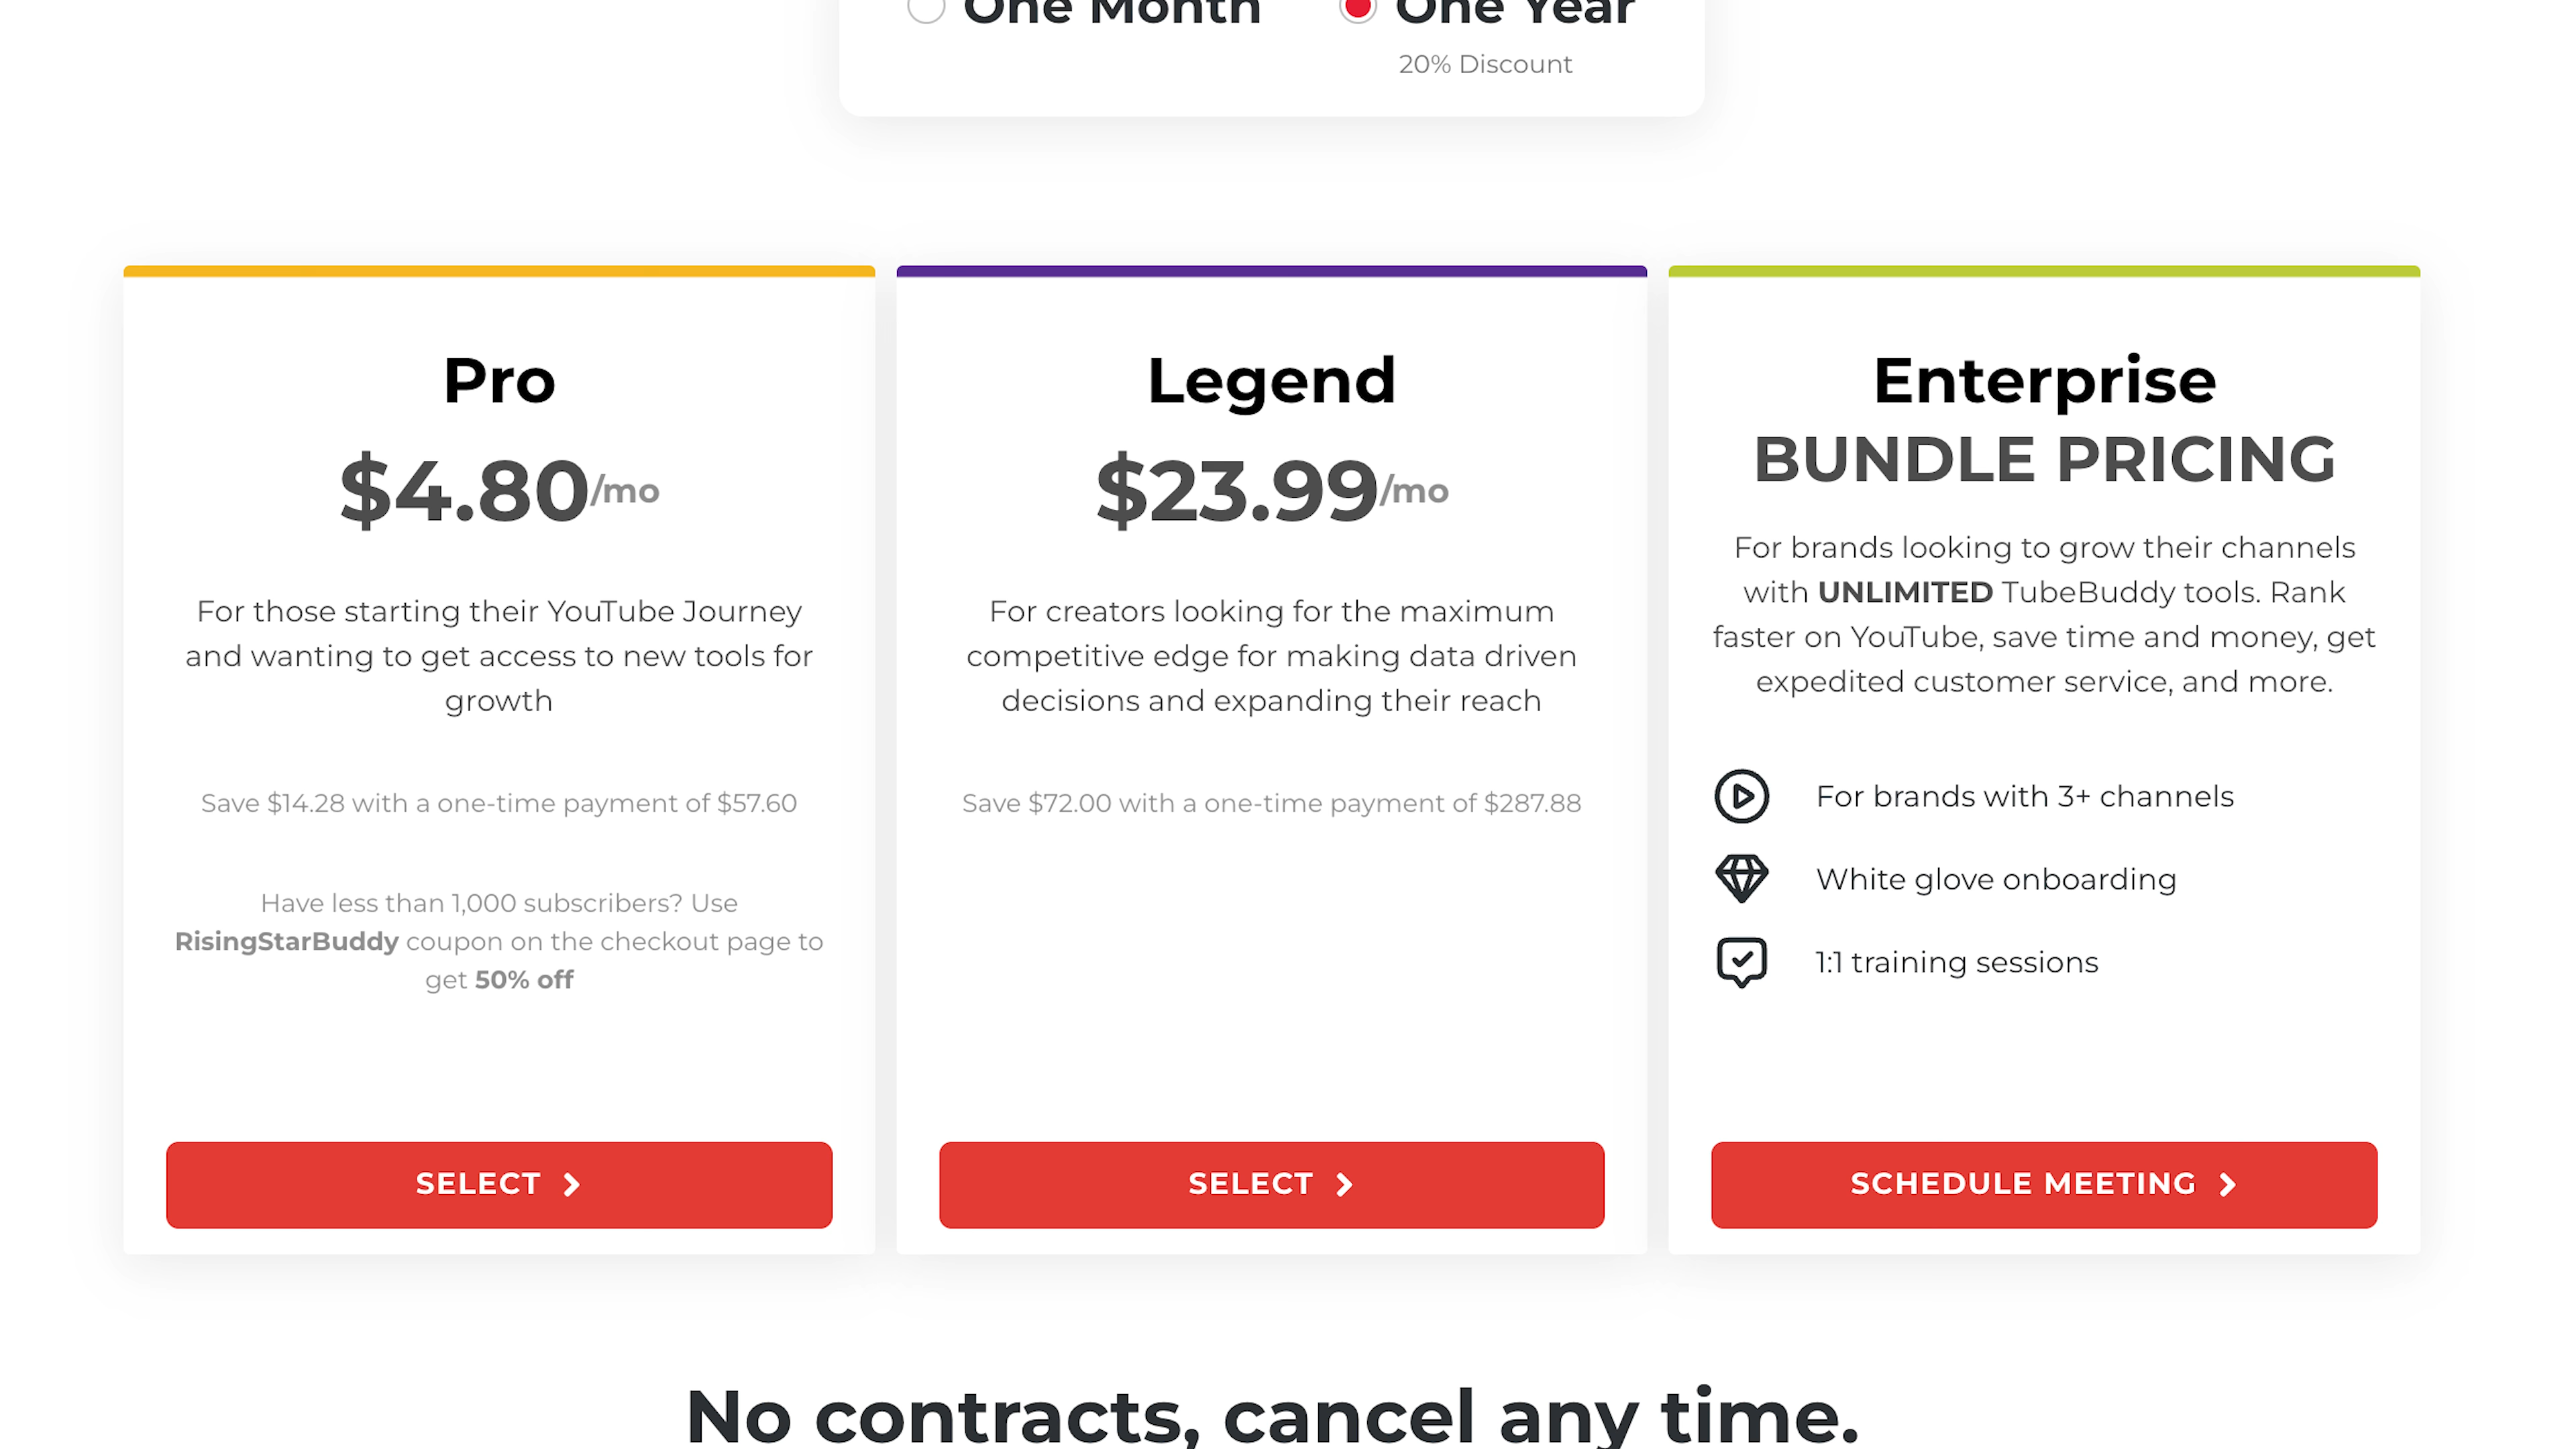 One Month
One Year
20% Discount
Pro
$4.80/mo
For those starting their YouTube Journey
and wanting to get access to new tools for
growth
Save $14.28 with a one-time payment of $57.60
Have less than 1,000 subscribers? Use
RisingStarBuddy coupon on the checkout page to
get 50% off
SELECT
Legend
$23.99/mo
For creators looking for the maximum
competitive edge for making data driven
decisions and expanding their reach
Save $72.00 with a one-time payment of $287.88
SELECT
Enterprise
BUNDLE PRICING
For brands looking to grow their channels
with UNLIMITED TubeBuddy tools. Rank
faster on YouTube, save time and money, get
expedited customer service, and more.
For brands with 3+ channels
White glove onboarding
1:1 training sessions
SCHEDULE MEETING
No contracts, cancel any time.